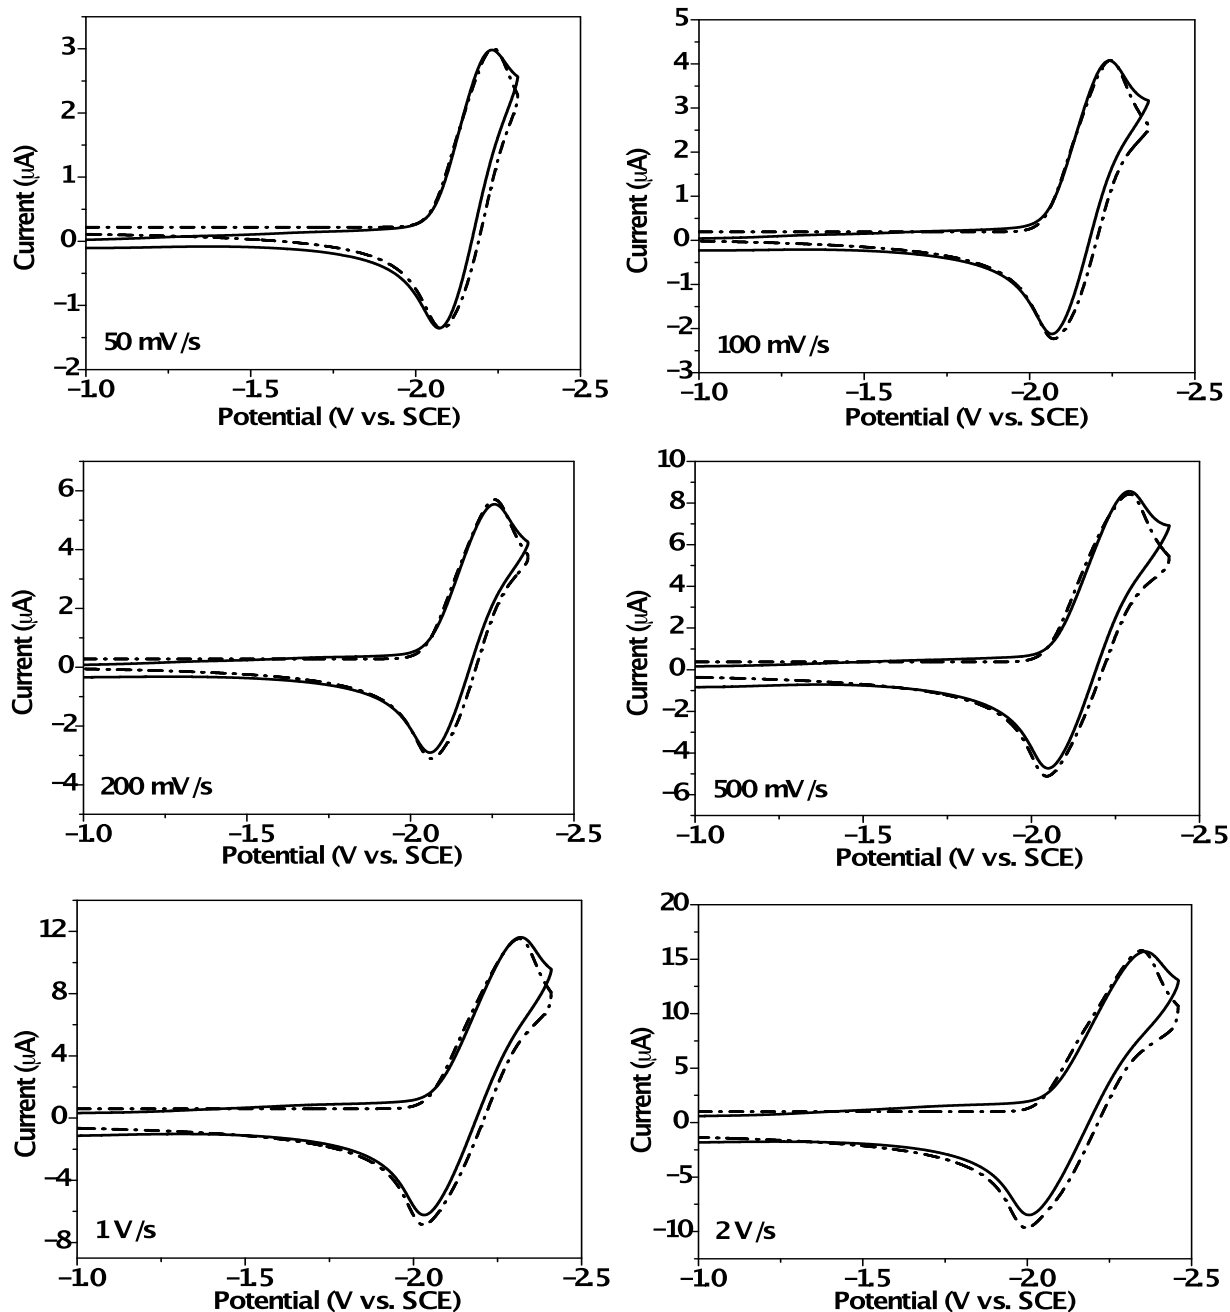 3
2
1
0
−1
−2
Current (μA)
50 mV/s
−1.0 −1.5 −2.0 −2.5
Potential (V vs. SCE)
5
4
3
2
1
0
−1
−2
−3
Current (μA)
100 mV/s
−1.0 −1.5 −2.0 −2.5
Potential (V vs. SCE)
6
4
2
0
−2
−4
Current (μA)
200 mV/s
−1.0 −1.5 −2.0 −2.5
Potential (V vs. SCE)
10
8
6
4
2
0
−2
−4
−6
Current (μA)
500 mV/s
−1.0 −1.5 −2.0 −2.5
Potential (V vs. SCE)
12
8
4
0
−4
−8
Current (μA)
1 V/s
−1.0 −1.5 −2.0 −2.5
Potential (V vs. SCE)
20
15
10
5
0
−5
−10
Current (μA)
2 V/s
−1.0 −1.5 −2.0 −2.5
Potential (V vs. SCE)